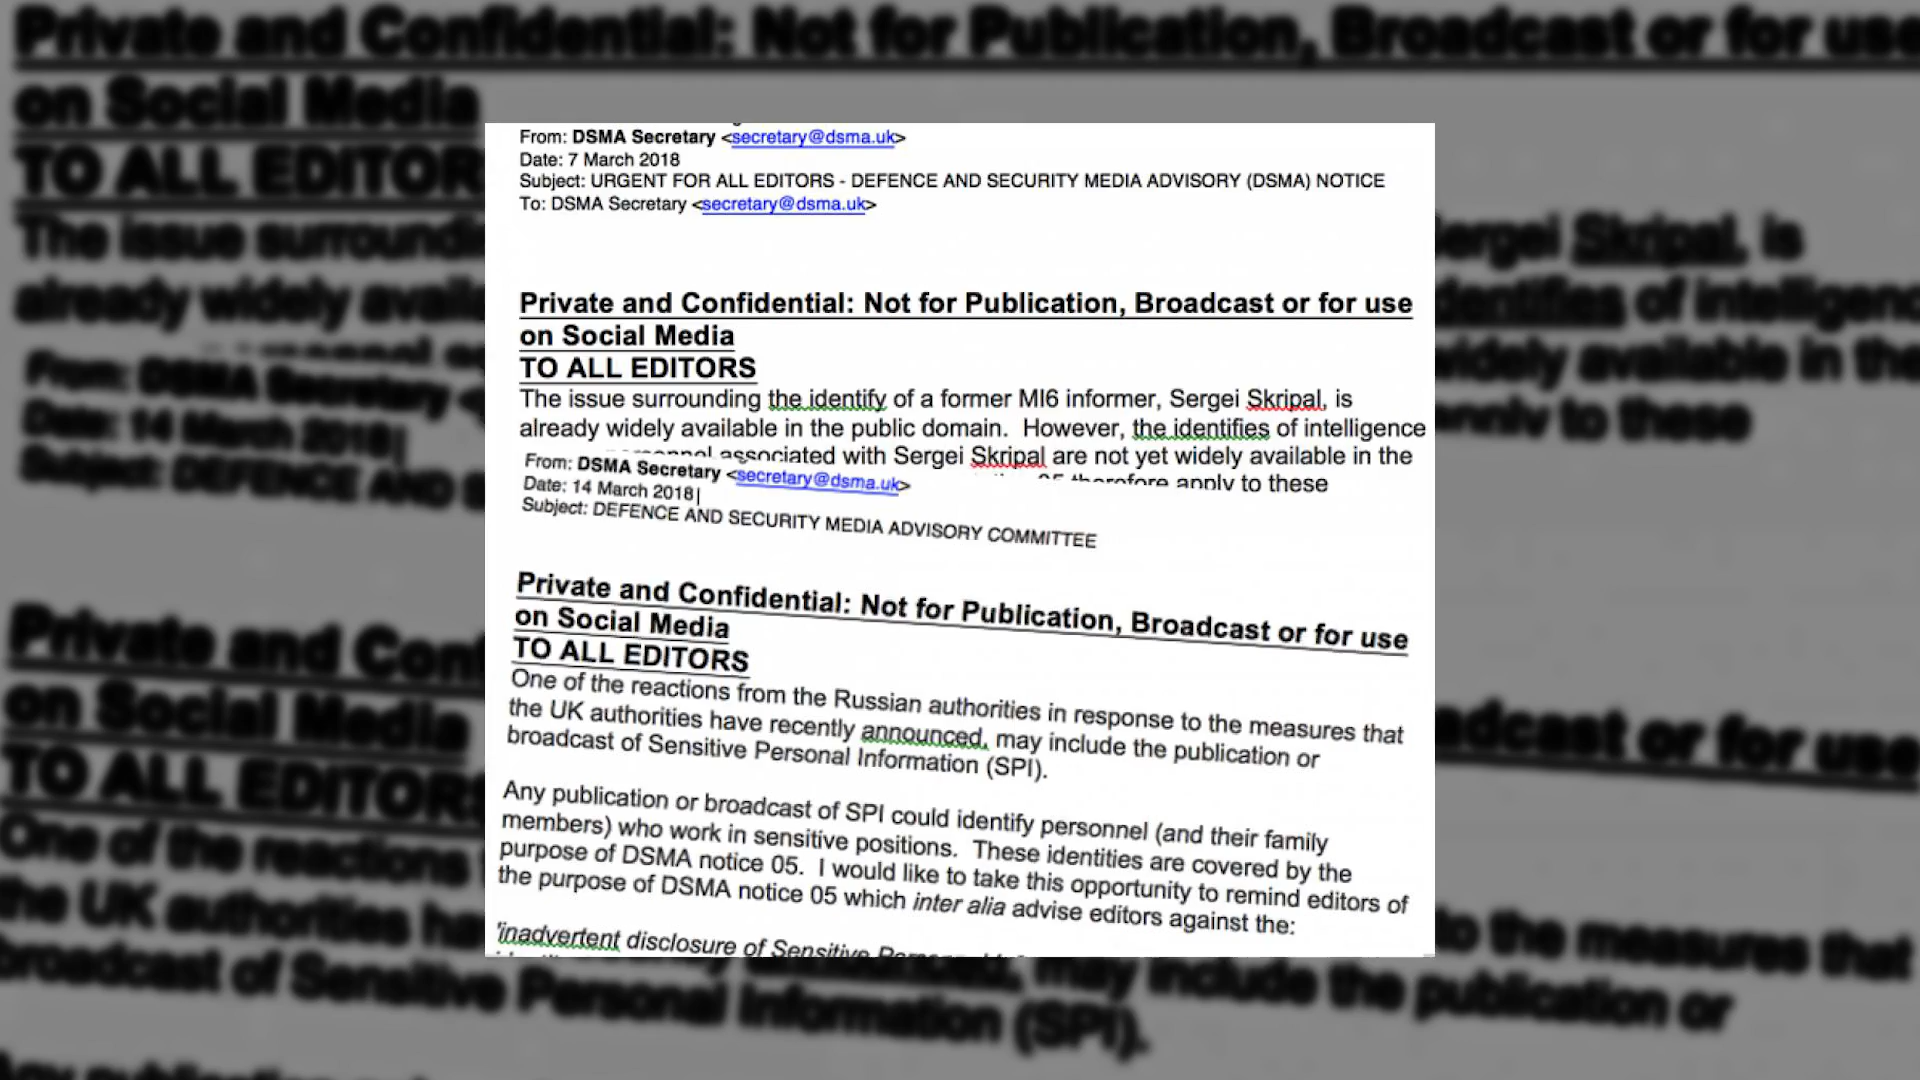 From: DSMA Secretary <secretary@dsma.uk>
Date: 7 March 2018
Subject: URGENT FOR ALL EDITORS - DEFENCE AND SECURITY MEDIA ADVISORY (DSMA) NOTICE
To: DSMA Secretary <secretary@dsma.uk>
Private and Confidential: Not for Publication, Broadcast or for use
on Social Media
TO ALL EDITORS
The issue surrounding the identify of a former MI6 informer, Sergei Skripal, is
already widely available in the public domain. However, the identifies of intelligence
associated with Sergei Skripal are not yet widely available in the
therefore apply to these
From: DSMA Secretary <secretary@dsma.uk>
Date: 14 March 2018
Subject: DEFENCE AND SECURITY MEDIA ADVISORY COMMITTEE
Private and Confidential: Not for Publication, Broadcast or for use
on Social Media
TO ALL EDITORS
One of the reactions from the Russian authorities in response to the measures that
the UK authorities have recently announced, may include the publication or
broadcast of Sensitive Personal Information (SPI).
Any publication or broadcast of SPI could identify personnel (and their family
members) who work in sensitive positions. These identities are covered by the
purpose of DSMA notice 05. I would like to take this opportunity to remind editors of
the purpose of DSMA notice 05 which inter alia advise editors against the:
'inadvertent disclosure of Sensitive